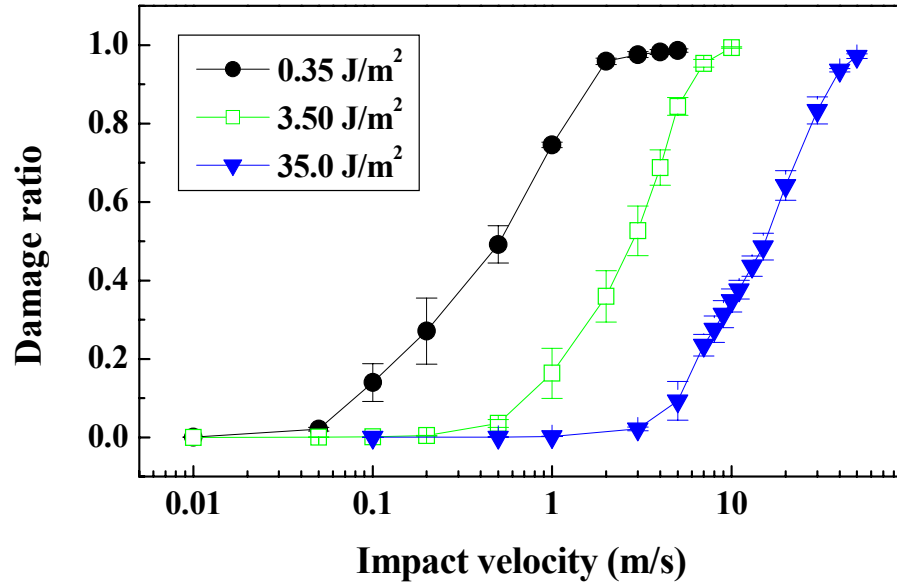 1.0
0.8
0.6
0.4
0.2
0.0
Damage ratio
0.35 J/m²
3.50 J/m²
35.0 J/m²
0.01 0.1 1 10
Impact velocity (m/s)